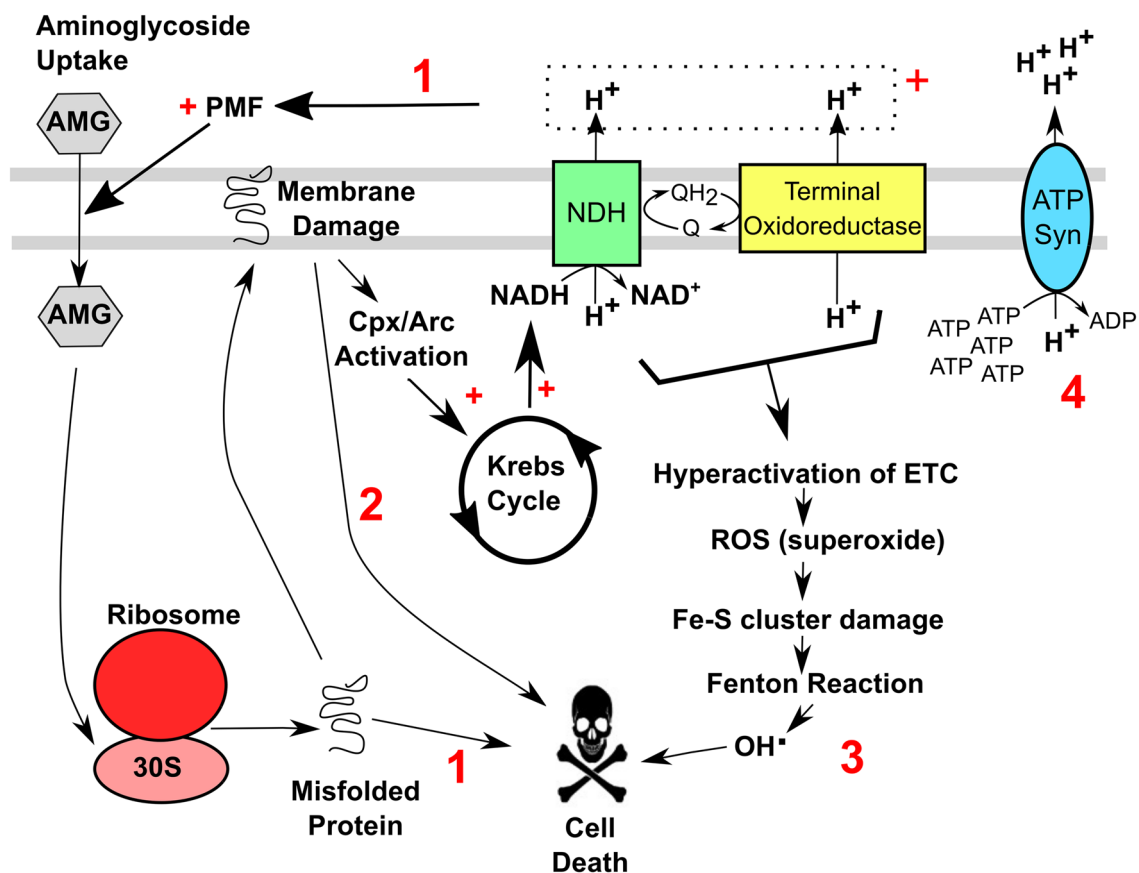 Aminoglycoside
Uptake
AMG
+ PMF
1
H+
H+
+
H+ H+
H+
Membrane
Damage
NDH
QH2
Q
Terminal
Oxidoreductase
ATP
Syn
AMG
NADH
NAD+
H+
H+
ATP
ATP
ATP
ATP
ATP
H+
ADP
4
Cpx/Arc
Activation
+
+
Krebs
Cycle
2
Hyperactivation of ETC
ROS (superoxide)
Fe-S cluster damage
Fenton Reaction
OH·
3
Ribosome
30S
Misfolded
Protein
1
Cell
Death